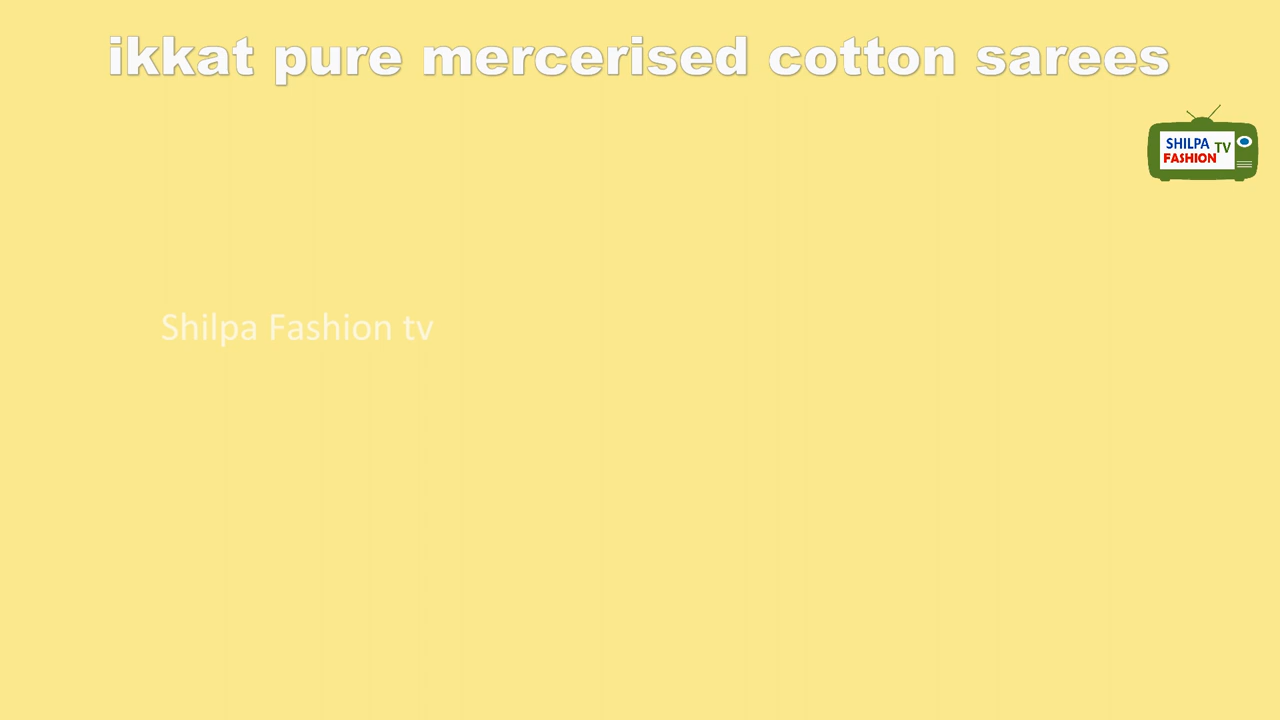 ikkat pure mercerised cotton sarees
SHILPA TV
FASHION
Shilpa Fashion tv